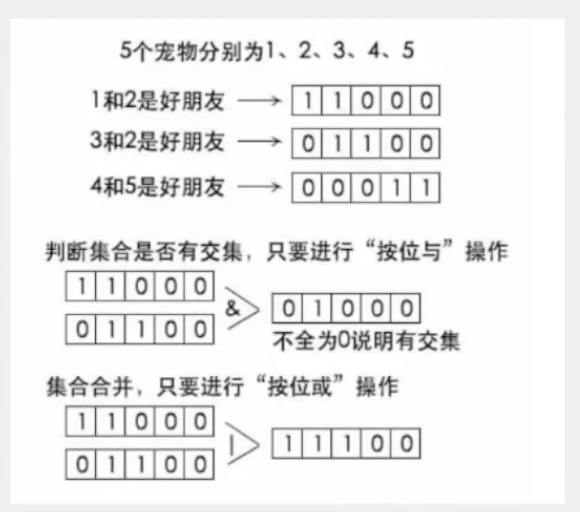 5个宠物分别为1、2、3、4、5
1和2是好朋友 → 1 1 0 0 0
3和2是好朋友 → 0 1 1 0 0
4和5是好朋友 → 0 0 0 1 1
判断集合是否有交集，只要进行“按位与”操作
1 1 0 0 0
& 0 1 0 0 0
0 1 1 0 0
不全为0说明有交集
集合合并，只要进行“按位或”操作
1 1 0 0 0
| 1 1 1 0 0
0 1 1 0 0